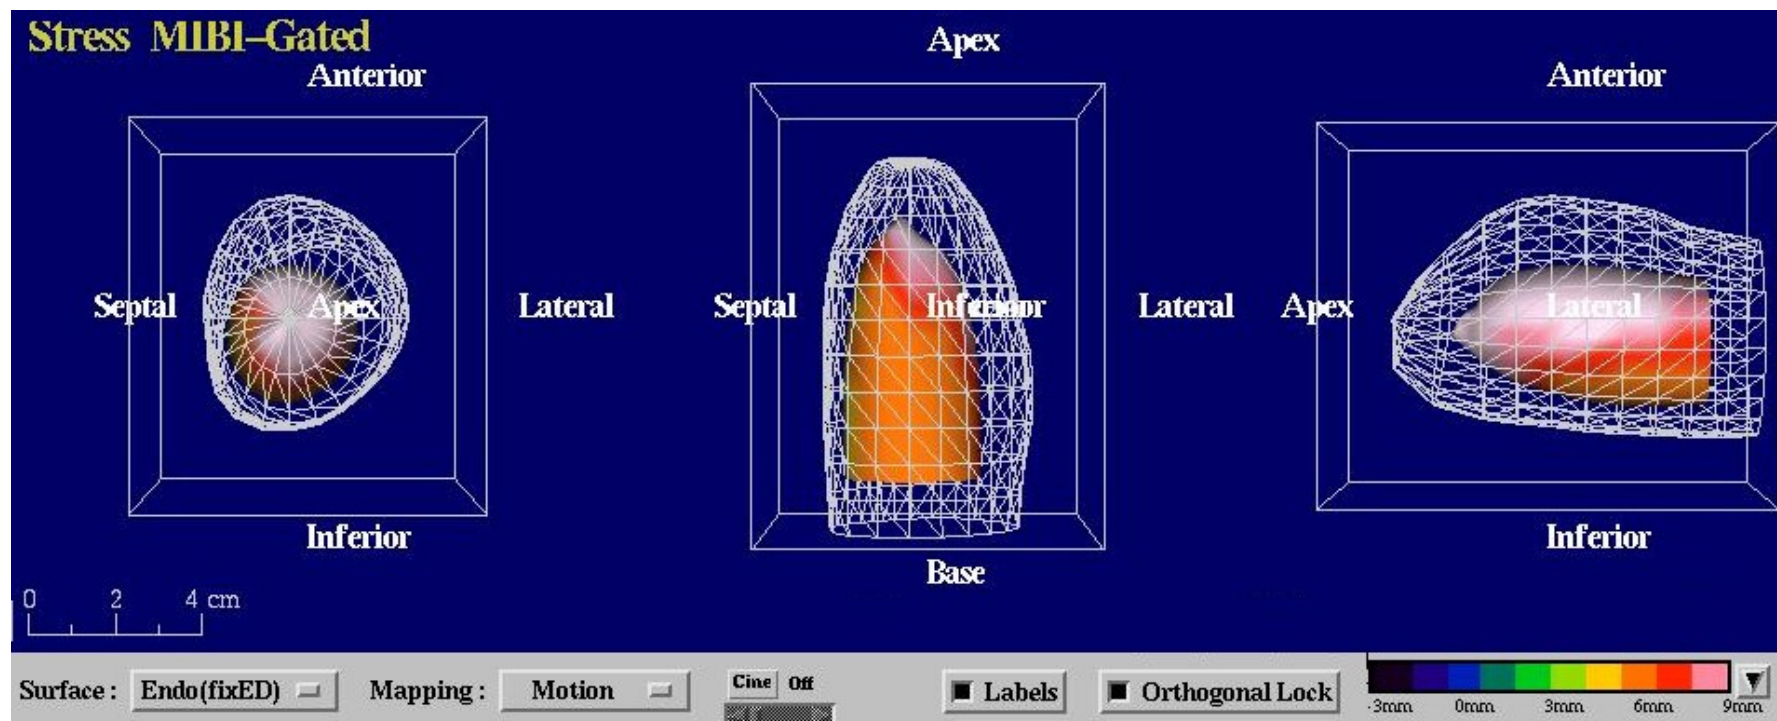 Stress MIBI-Gated
Anterior
Septal
Apex
Lateral
Inferior
0 2 4 cm
Apex
Septal
Inferior
Lateral
Base
Anterior
Apex
Lateral
Inferior
Surface : Endo(fixED) Mapping : Motion Cine Off Labels Orthogonal Lock
-3mm 0mm 3mm 6mm 9mm